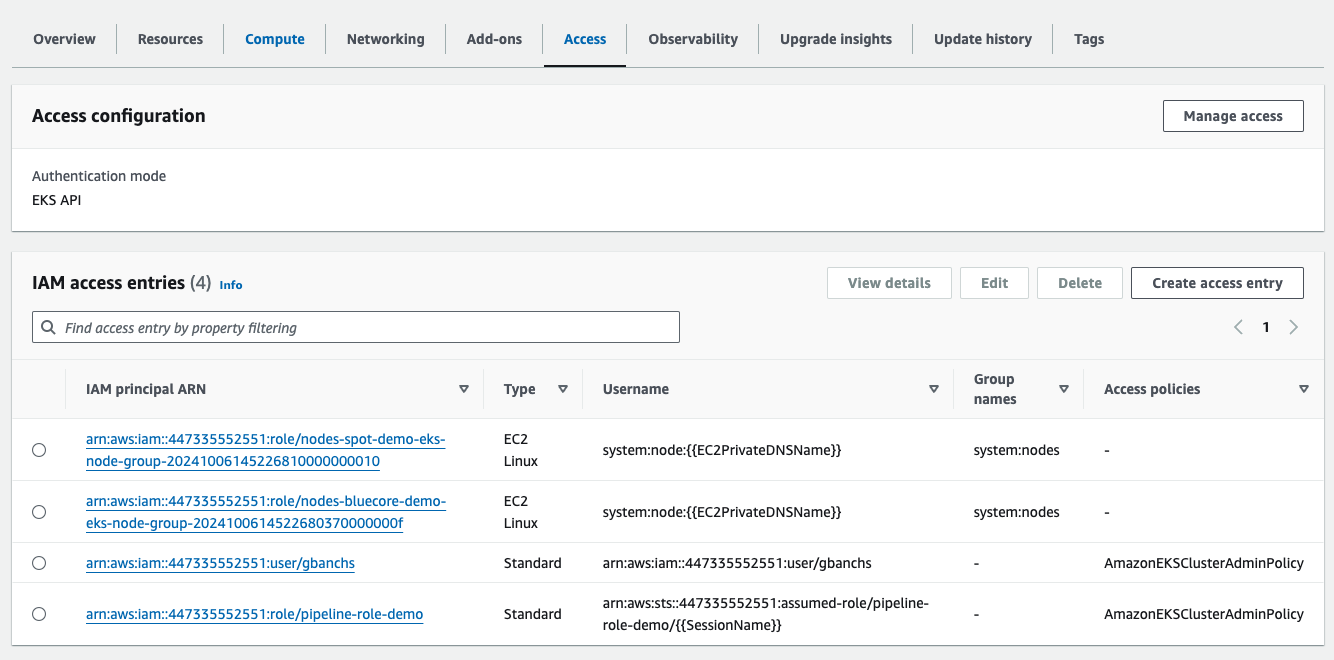 Overview Resources Compute Networking Add-ons Access Observability Upgrade insights Update history Tags
Access configuration
Manage access
Authentication mode
EKS API
IAM access entries (4) Info
View details Edit Delete Create access entry
Find access entry by property filtering
1
IAM principal ARN Type Username Group names Access policies
arn:aws:iam::447335552551:role/nodes-spot-demo-eks-
node-group-20241006145226810000000010
EC2
Linux
system:node:{{EC2PrivateDNSName}}
system:nodes
-
arn:aws:iam::447335552551:role/nodes-bluecore-demo-
eks-node-group-2024100614522680370000000f
EC2
Linux
system:node:{{EC2PrivateDNSName}}
system:nodes
-
arn:aws:iam::447335552551:user/gbanchs
Standard
arn:aws:iam::447335552551:user/gbanchs
-
AmazonEKSClusterAdminPolicy
arn:aws:iam::447335552551:role/pipeline-role-demo
Standard
arn:aws:sts::447335552551:assumed-role/pipeline-
role-demo/{{SessionName}}
-
AmazonEKSClusterAdminPolicy